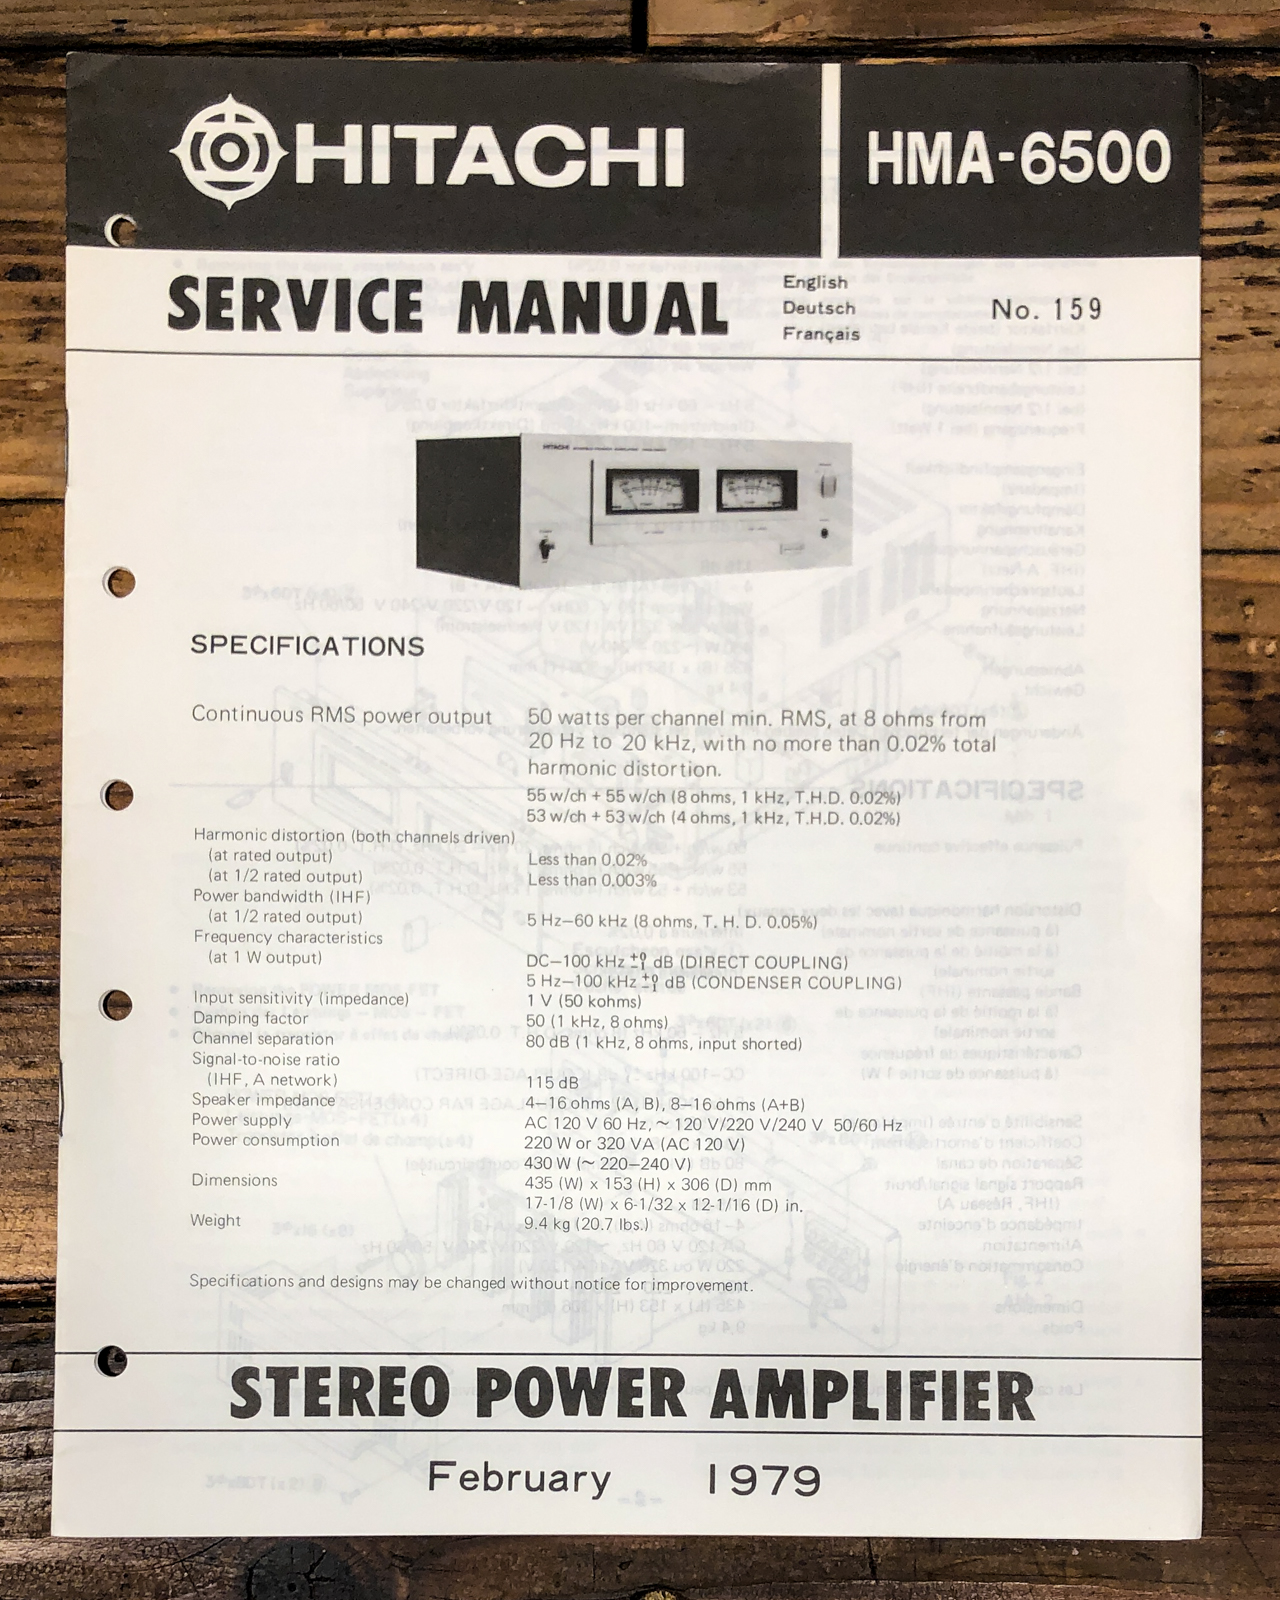 HITACHI
HMA-6500
SERVICE MANUAL
English
Deutsch
Français
No. 159
HITACHI
SPECIFICATIONS
Continuous RMS power output 50 watts per channel min. RMS, at 8 ohms from
20 Hz to 20 kHz, with no more than 0.02% total
harmonic distortion.
55 w/ch + 55 w/ch (8 ohms, 1 kHz, T.H.D. 0.02%)
53 w/ch + 53 w/ch (4 ohms, 1 kHz, T.H.D. 0.02%)
Harmonic distortion (both channels driven)
(at rated output) Less than 0.02%
(at 1/2 rated output) Less than 0.003%
Power bandwidth (IHF)
(at 1/2 rated output) 5 Hz–60 kHz (8 ohms, T. H. D. 0.05%)
Frequency characteristics
(at 1 W output) DC–100 kHz +0 -1 dB (DIRECT COUPLING)
5 Hz–100 kHz +0 -1 dB (CONDENSER COUPLING)
Input sensitivity (impedance) 1 V (50 kohms)
Damping factor 50 (1 kHz, 8 ohms)
Channel separation 80 dB (1 kHz, 8 ohms, input shorted)
Signal-to-noise ratio
(IHF, A network) 115 dB
Speaker impedance 4–16 ohms (A, B), 8–16 ohms (A+B)
Power supply AC 120 V 60 Hz, ~ 120 V/220 V/240 V 50/60 Hz
Power consumption 220 W or 320 VA (AC 120 V)
430 W (~ 220–240 V)
Dimensions 435 (W) x 153 (H) x 306 (D) mm
17-1/8 (W) x 6-1/32 x 12-1/16 (D) in.
Weight 9.4 kg (20.7 lbs.)
Specifications and designs may be changed without notice for improvement.
STEREO POWER AMPLIFIER
February 1979